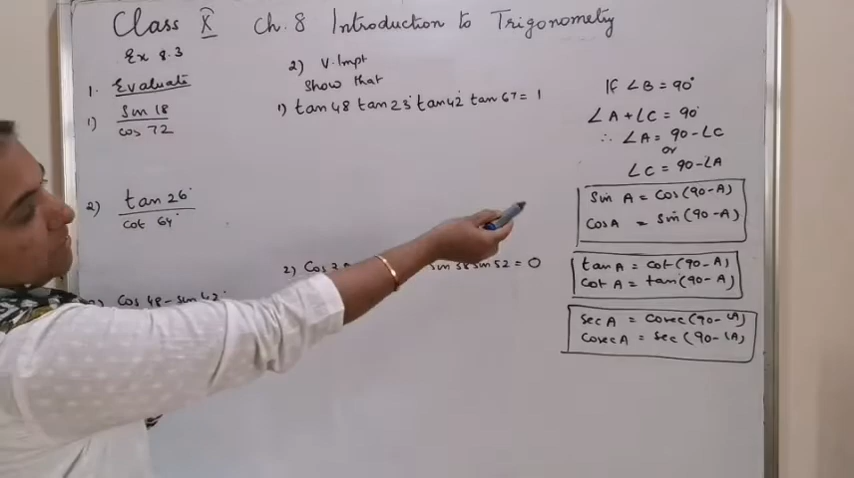 Class X Ch. 8 Introduction to Trigonometry
Ex 8.3
1. Evaluate
1) Sin 18
cos 72
2) tan 26°
cot 64°
Cos 48 - sin 42
2) V. Impt
Show that
1) tan 48° tan 23° tan 42° tan 67° = 1
2) Cos sin 38 sin 52 = 0
If ∠B = 90°
∠A + ∠C = 90°
∴ ∠A = 90 - ∠C
or
∠C = 90 - ∠A
Sin A = Cos (90 - A)
Cos A = Sin (90 - A)
tan A = cot (90 - A)
cot A = tan (90 - A)
Sec A = Cosec (90 - ∠A)
Cosec A = Sec (90 - ∠A)